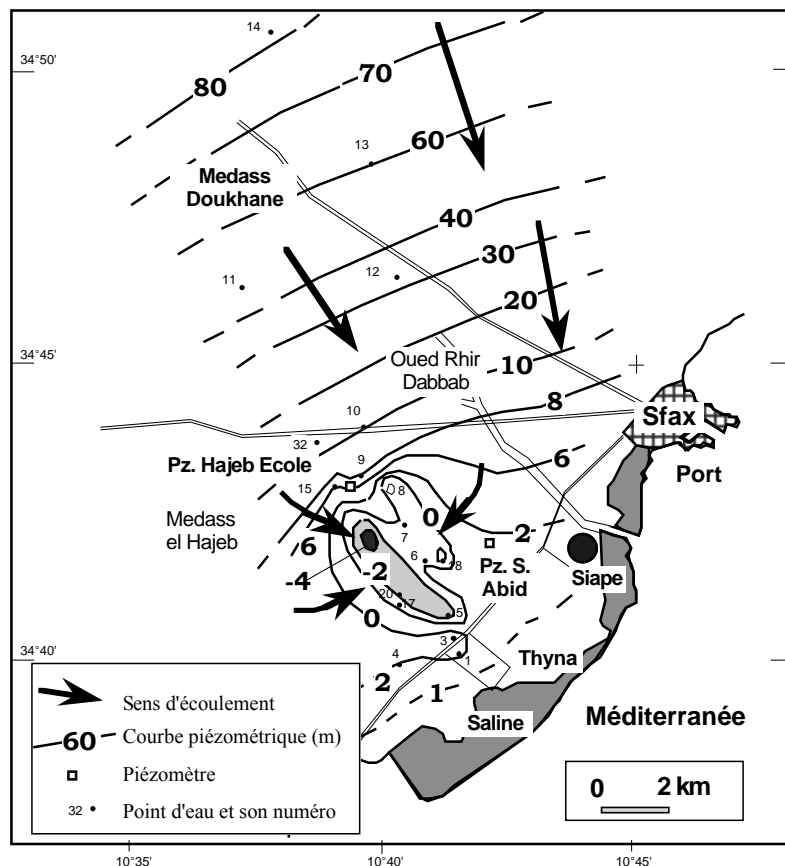 14
34°50'
80
70
13
60
Medass
Doukhane
40
11
12
30
20
34°45'
Oued Rhir
Dabbab
10
8
10
Sfax
32
6
Port
Pz. Hajeb Ecole
9
15
8
Medass
el Hajeb
0
7
2
6
6
18
Pz. S.
Abid
Siape
-2
-4
20
17
5
0
3
1
4
34°40'
Thyna
2
1
Saline
Méditerranée
Sens d'écoulement
60 Courbe piézométrique (m)
Piézomètre
32 Point d'eau et son numéro
0 2 km
10°35'
10°40'
10°45'